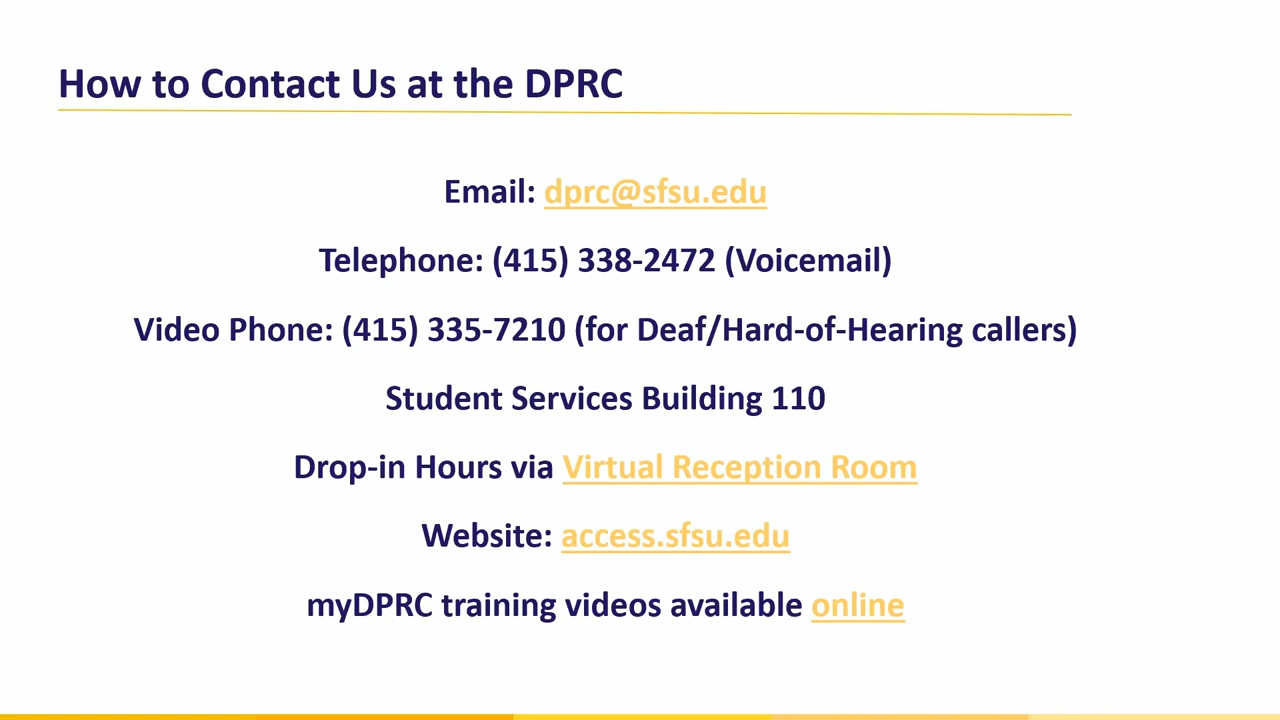 How to Contact Us at the DPRC
Email: dprc@sfsu.edu
Telephone: (415) 338-2472 (Voicemail)
Video Phone: (415) 335-7210 (for Deaf/Hard-of-Hearing callers)
Student Services Building 110
Drop-in Hours via Virtual Reception Room
Website: access.sfsu.edu
myDPRC training videos available online